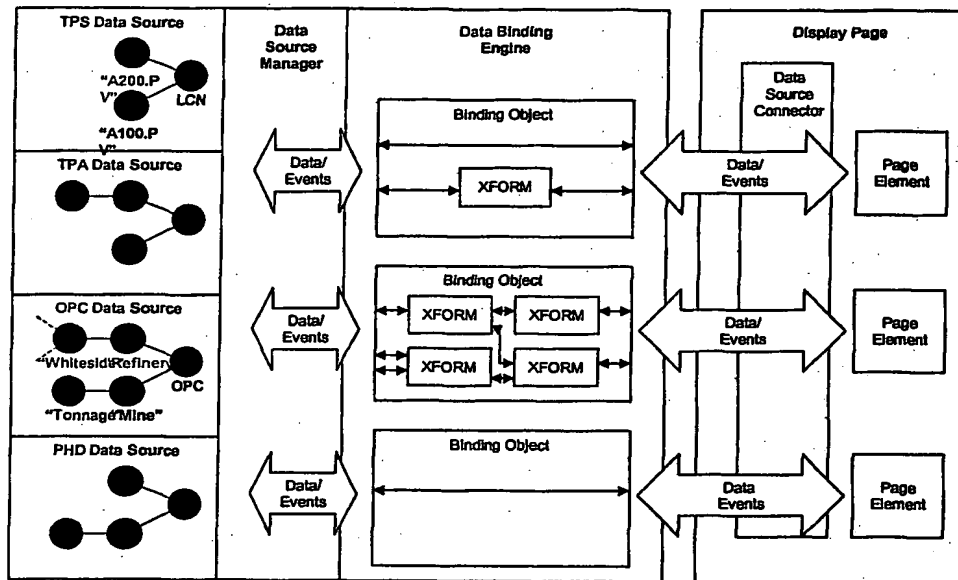 TPS Data Source
"A200.P
V"
LCN
"A100.P
V"
TPA Data Source
OPC Data Source
"Whiteside"
Refinery
OPC
"Tonnage"
"Mine"
PHD Data Source
Data
Source
Manager
Data/
Events
Data/
Events
Data/
Events
Data Binding
Engine
Binding Object
XFORM
Binding Object
XFORM
XFORM
XFORM
XFORM
Binding Object
Display Page
Data
Source
Connector
Data/
Events
Data/
Events
Data
Events
Page
Element
Page
Element
Page
Element